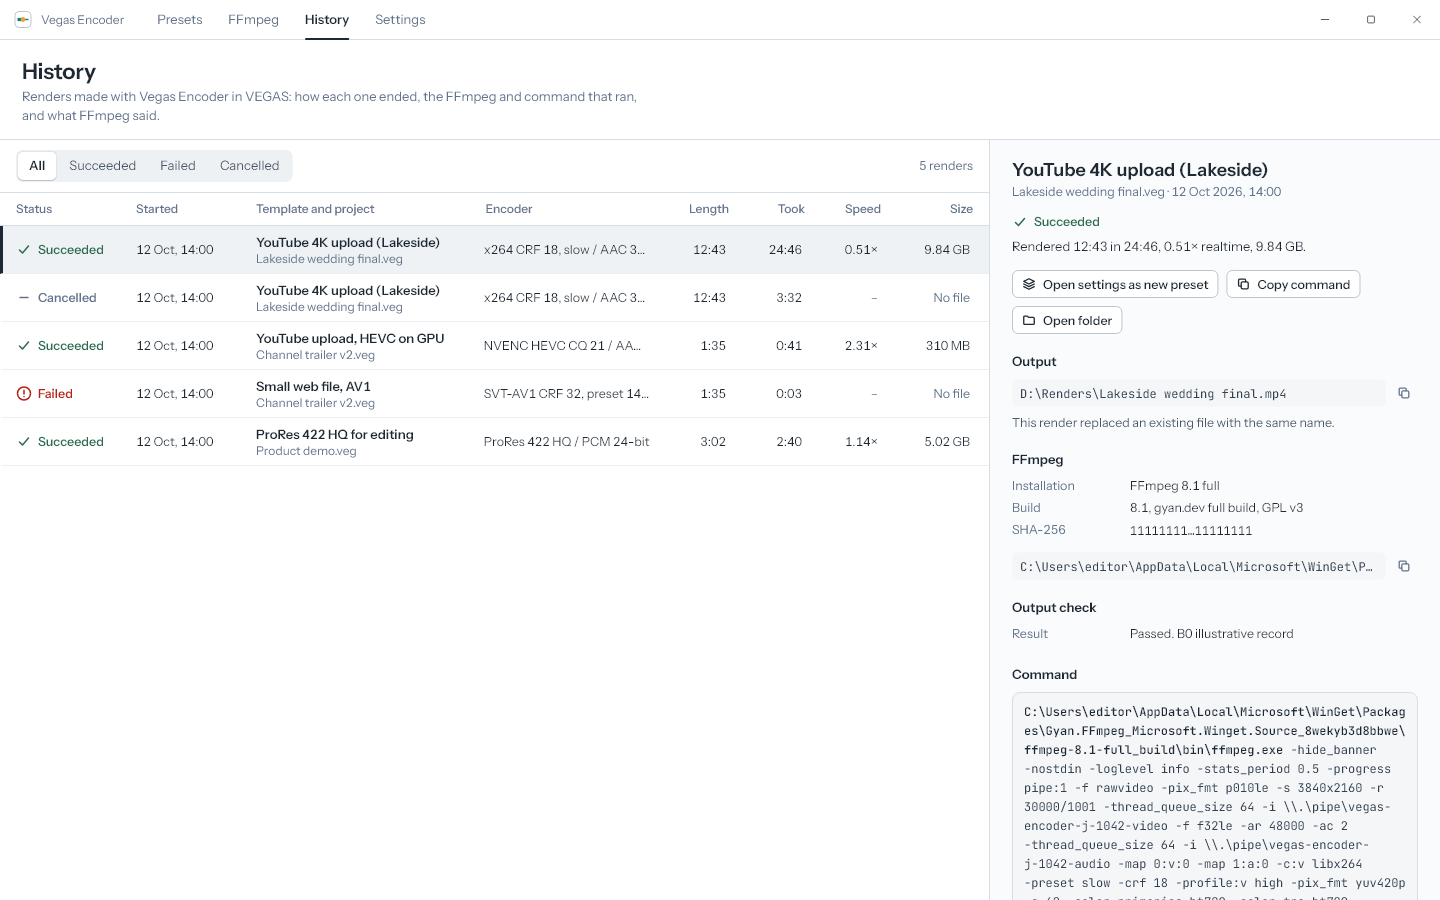 Vegas Encoder
Presets
FFmpeg
History
Settings
History
Renders made with Vegas Encoder in VEGAS: how each one ended, the FFmpeg and command that ran,
and what FFmpeg said.
All
Succeeded
Failed
Cancelled
5 renders
Status Started Template and project Encoder Length Took Speed Size
Succeeded 12 Oct, 14:00 YouTube 4K upload (Lakeside) x264 CRF 18, slow / AAC 3... 12:43 24:46 0.51× 9.84 GB
Lakeside wedding final.veg
Cancelled 12 Oct, 14:00 YouTube 4K upload (Lakeside) x264 CRF 18, slow / AAC 3... 12:43 3:32 – No file
Lakeside wedding final.veg
Succeeded 12 Oct, 14:00 YouTube upload, HEVC on GPU NVENC HEVC CQ 21 / AA... 1:35 0:41 2.31× 310 MB
Channel trailer v2.veg
Failed 12 Oct, 14:00 Small web file, AV1 SVT-AV1 CRF 32, preset 14... 1:35 0:03 – No file
Channel trailer v2.veg
Succeeded 12 Oct, 14:00 ProRes 422 HQ for editing ProRes 422 HQ / PCM 24-bit 3:02 2:40 1.14× 5.02 GB
Product demo.veg
YouTube 4K upload (Lakeside)
Lakeside wedding final.veg · 12 Oct 2026, 14:00
Succeeded
Rendered 12:43 in 24:46, 0.51× realtime, 9.84 GB.
Open settings as new preset
Copy command
Open folder
Output
D:\Renders\Lakeside wedding final.mp4
This render replaced an existing file with the same name.
FFmpeg
Installation FFmpeg 8.1 full
Build 8.1, gyan.dev full build, GPL v3
SHA-256 11111111…11111111
C:\Users\editor\AppData\Local\Microsoft\WinGet\P…
Output check
Result Passed. B0 illustrative record
Command
C:\Users\editor\AppData\Local\Microsoft\WinGet\Packag
es\Gyan.FFmpeg_Microsoft.Winget.Source_8wekyb3d8bbwe\
ffmpeg-8.1-full_build\bin\ffmpeg.exe -hide_banner
-nostdin -loglevel info -stats_period 0.5 -progress
pipe:1 -f rawvideo -pix_fmt p010le -s 3840x2160 -r
30000/1001 -thread_queue_size 64 -i \\.\pipe\vegas-
encoder-j-1042-video -f f32le -ar 48000 -ac 2
-thread_queue_size 64 -i \\.\pipe\vegas-encoder-
j-1042-audio -map 0:v:0 -map 1:a:0 -c:v libx264
-preset slow -crf 18 -profile:v high -pix_fmt yuv420p